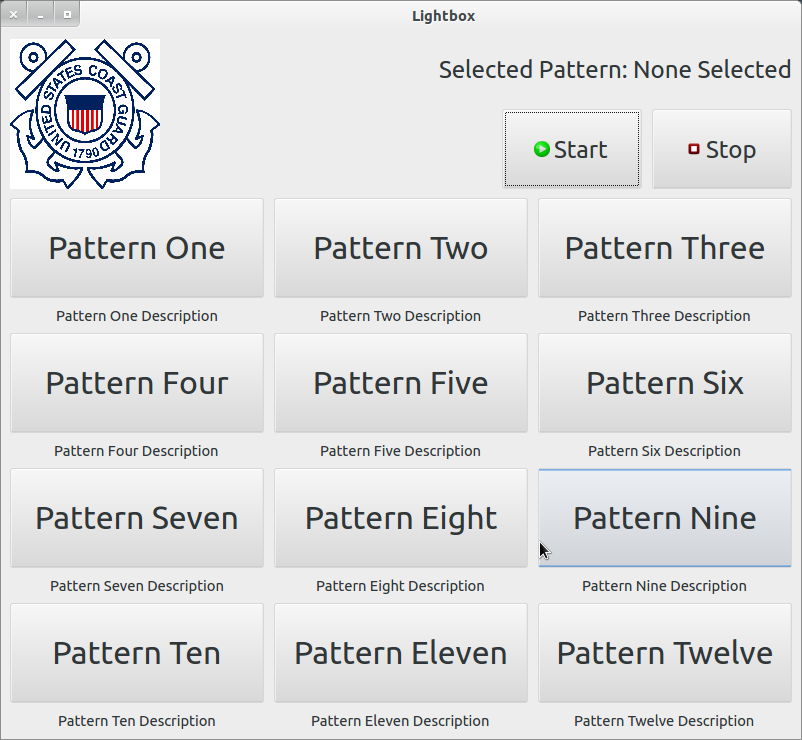 Lightbox
UNITED STATES COAST GUARD
1790
Selected Pattern: None Selected
Start
Stop
Pattern One
Pattern Two
Pattern Three
Pattern One Description
Pattern Two Description
Pattern Three Description
Pattern Four
Pattern Five
Pattern Six
Pattern Four Description
Pattern Five Description
Pattern Six Description
Pattern Seven
Pattern Eight
Pattern Nine
Pattern Seven Description
Pattern Eight Description
Pattern Nine Description
Pattern Ten
Pattern Eleven
Pattern Twelve
Pattern Ten Description
Pattern Eleven Description
Pattern Twelve Description